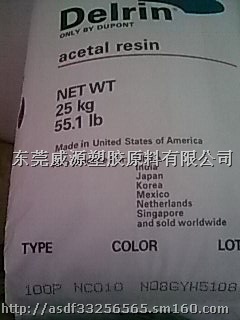 Delrin
ONLY BY DUPONT
acetal resin
NET WT
25 kg
55.1 lb
Made in United States of America
东莞威源塑胶原料有限公司
India
Japan
Korea
Mexico
Netherlands
Singapore
and sold worldwide
TYPE COLOR LOT
100P NC010 N08GYH5108
http://asdf33256565.sm160.com